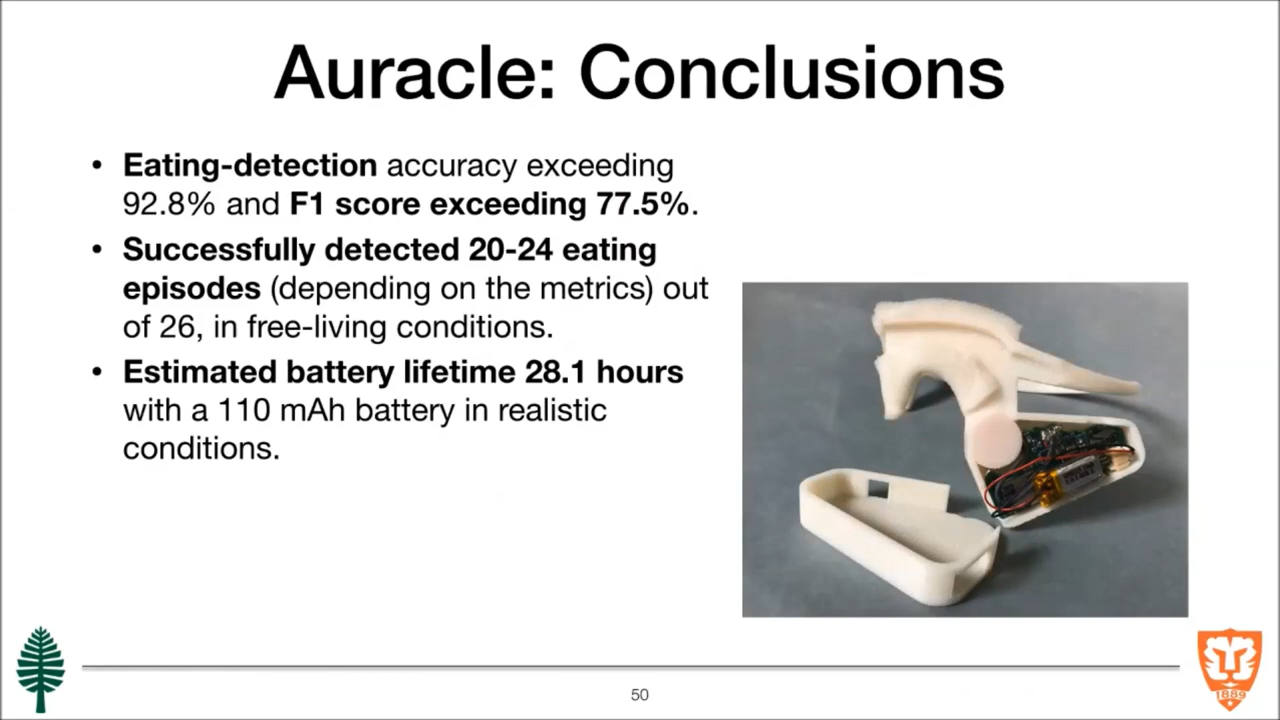 Auracle: Conclusions
• Eating-detection accuracy exceeding
92.8% and F1 score exceeding 77.5%.
• Successfully detected 20-24 eating
episodes (depending on the metrics) out
of 26, in free-living conditions.
• Estimated battery lifetime 28.1 hours
with a 110 mAh battery in realistic
conditions.
50
1889